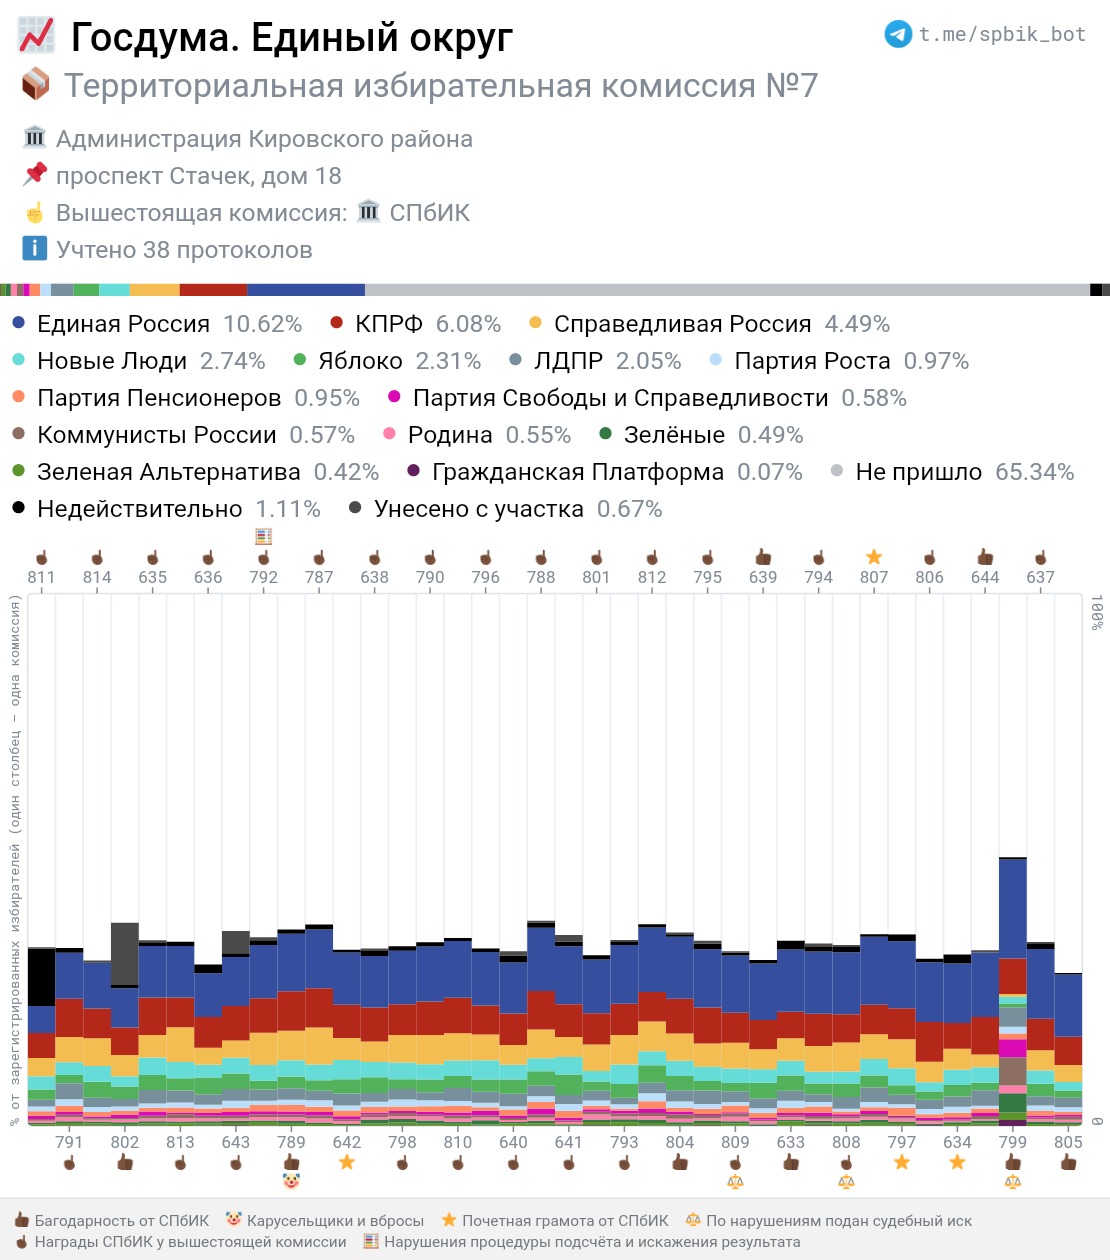 Госдума. Единый округ
t.me/spbik_bot
Территориальная избирательная комиссия №7
Администрация Кировского района
проспект Стачек, дом 18
Вышестоящая комиссия: СПбИК
Учтено 38 протоколов
Единая Россия 10.62% КПРФ 6.08% Справедливая Россия 4.49%
Новые Люди 2.74% Яблоко 2.31% ЛДПР 2.05% Партия Роста 0.97%
Партия Пенсионеров 0.95% Партия Свободы и Справедливости 0.58%
Коммунисты России 0.57% Родина 0.55% Зелёные 0.49%
Зеленая Альтернатива 0.42% Гражданская Платформа 0.07% Не пришло 65.34%
Недействительно 1.11% Унесено с участка 0.67%
811 814 635 636 792 787 638 790 796 788 801 812 795 639 794 807 806 644 637
% от зарегистрированных избирателей (один столбец – одна комиссия)
100%
0
791 802 813 643 789 642 798 810 640 641 793 804 809 633 808 797 634 799 805
Багодарность от СПбИК Карусельщики и вбросы Почетная грамота от СПбИК По нарушениям подан судебный иск
Награды СПбИК у вышестоящей комиссии Нарушения процедуры подсчёта и искажения результата